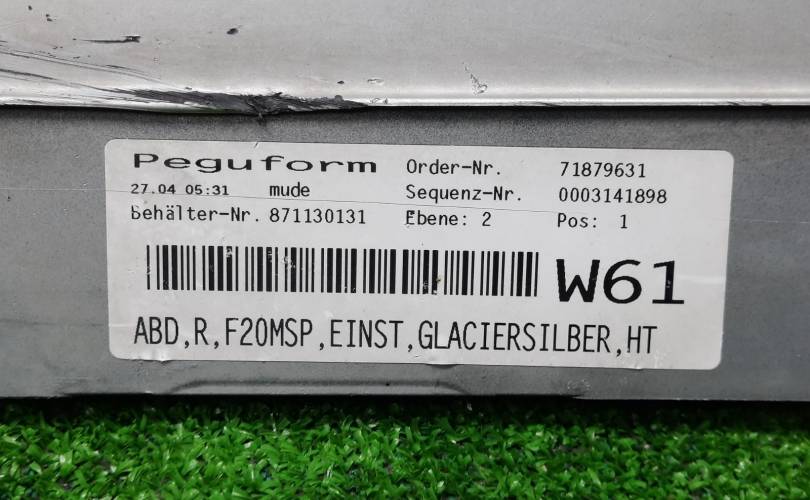 Peguform Order-Nr. 71879631
27.04 05:31 mude Sequenz-Nr. 0003141898
Behälter-Nr. 871130131 Ebene: 2 Pos: 1
W61
ABD,R,F20MSP,EINST,GLACIERSILBER,HT